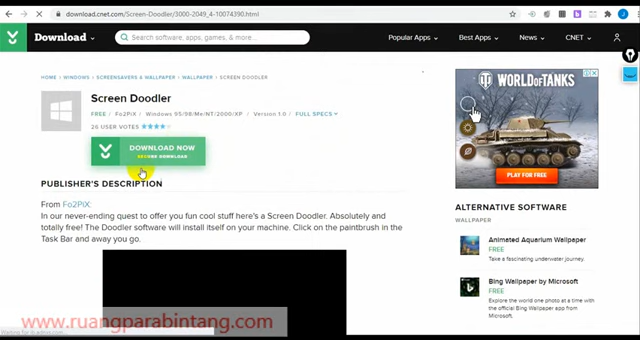 download.cnet.com/Screen-Doodler/3000-2049_4-10074390.html
Download
Search software, apps, games, & more...
Popular Apps
Best Apps
News
CNET
HOME › WINDOWS › SCREENSAVERS & WALLPAPER › WALLPAPER › SCREEN DOODLER
Screen Doodler
FREE / Fo2PiX / Windows 95/98/Me/NT/2000/XP / Version 1.0 / FULL SPECS
26 USER VOTES
DOWNLOAD NOW
SECURE DOWNLOAD
PUBLISHER'S DESCRIPTION
From Fo2PiX:
In our never-ending quest to offer you fun cool stuff here's a Screen Doodler. Absolutely and
totally free! The Doodler software will install itself on your machine. Click on the paintbrush in the
Task Bar and away you go.
WORLD OF TANKS
PLAY FOR FREE
ALTERNATIVE SOFTWARE
WALLPAPER
Animated Aquarium Wallpaper
FREE
Take a fascinating underwater journey.
Bing Wallpaper by Microsoft
FREE
Explore the world one photo at a time with
the official Bing Wallpaper app from
Microsoft.
www.ruangparabintang.com